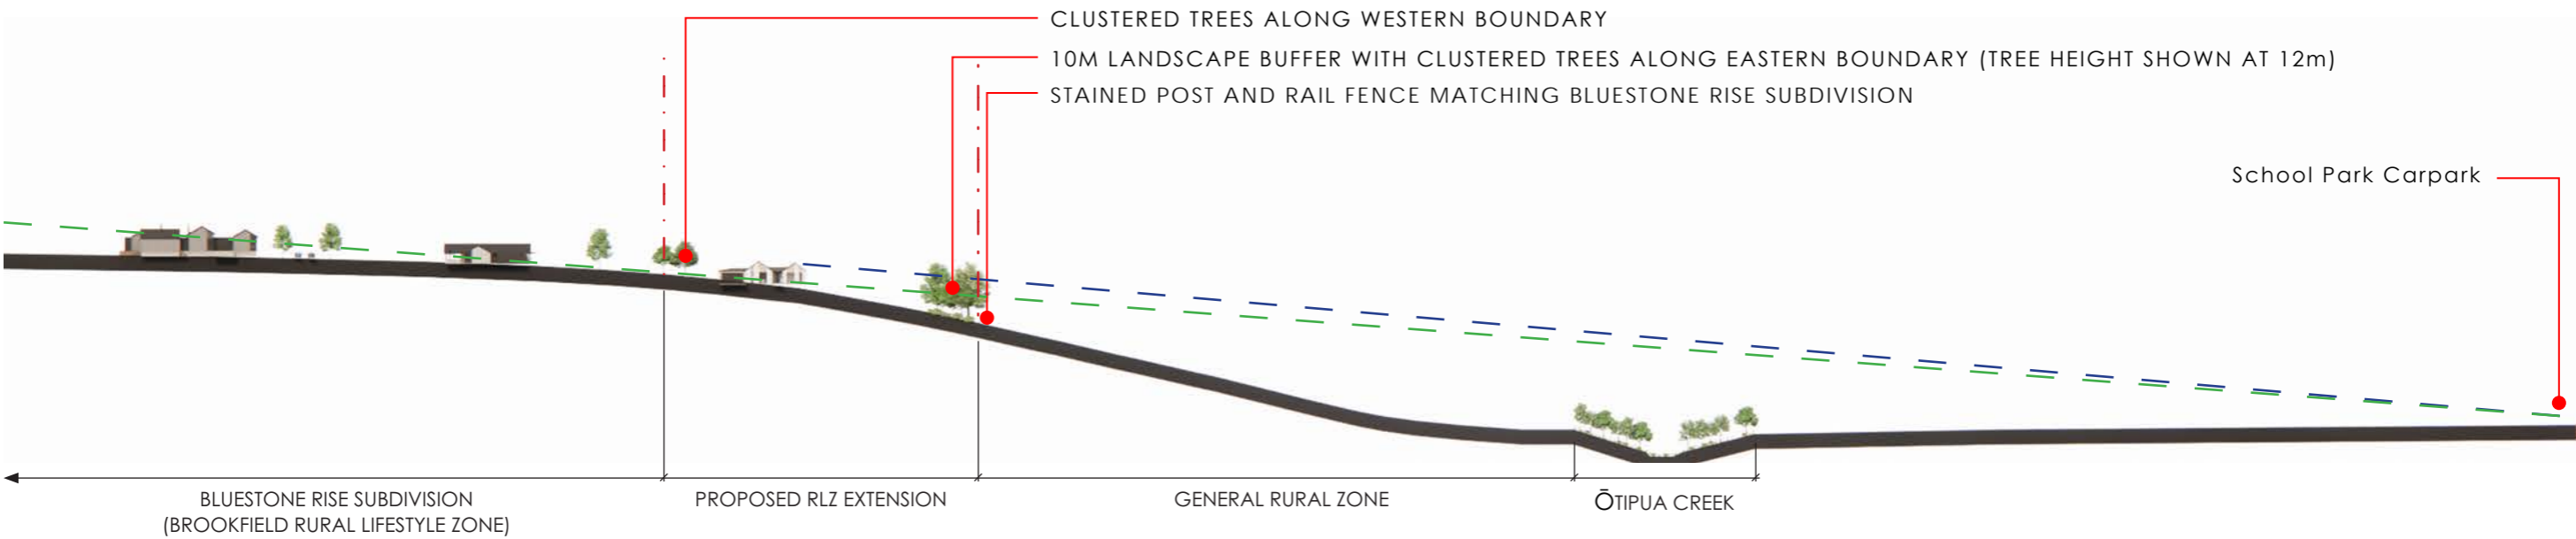 CLUSTERED TREES ALONG WESTERN BOUNDARY
10M LANDSCAPE BUFFER WITH CLUSTERED TREES ALONG EASTERN BOUNDARY (TREE HEIGHT SHOWN AT 12m)
STAINED POST AND RAIL FENCE MATCHING BLUESTONE RISE SUBDIVISION
School Park Carpark
BLUESTONE RISE SUBDIVISION
(BROOKFIELD RURAL LIFESTYLE ZONE)
PROPOSED RLZ EXTENSION
GENERAL RURAL ZONE
ŌTIPUA CREEK